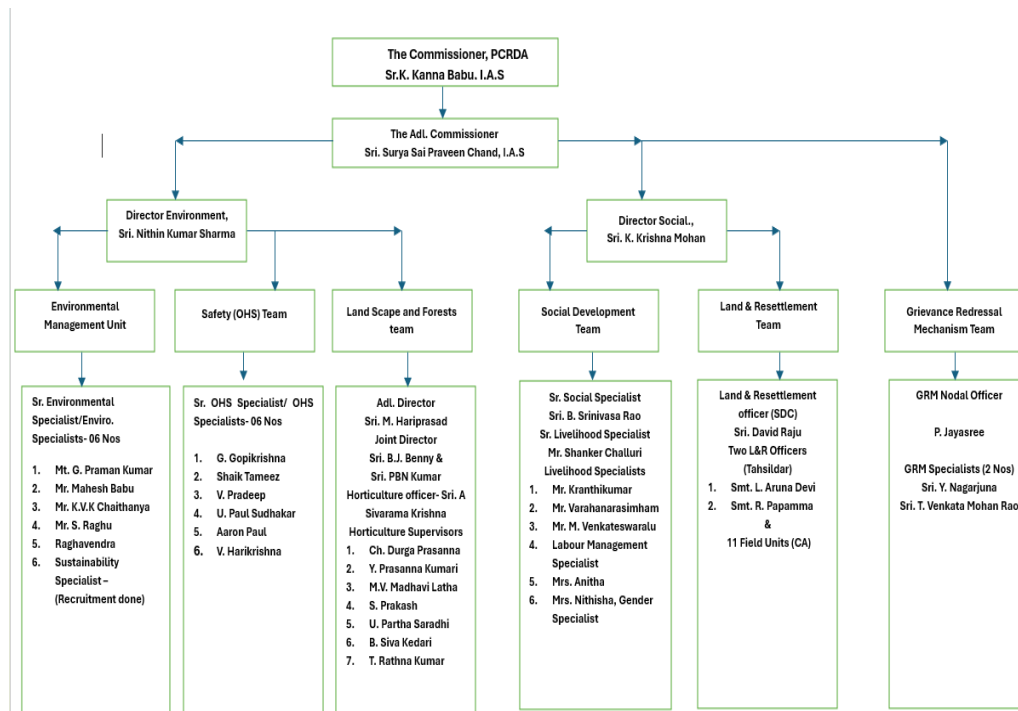 The Commissioner, PCRDA
Sr.K. Kanna Babu. I.A.S
The Adl. Commissioner
Sri. Surya Sai Praveen Chand, I.A.S
Director Environment,
Sri. Nithin Kumar Sharma
Director Social.,
Sri. K. Krishna Mohan
Environmental
Management Unit
Safety (OHS) Team
Land Scape and Forests
team
Social Development
Team
Land & Resettlement
Team
Grievance Redressal
Mechanism Team
Sr. Environmental
Specialist/Enviro.
Specialists- 06 Nos
1. Mt. G. Praman Kumar
2. Mr. Mahesh Babu
3. Mr. K.V.K Chaithanya
4. Mr. S. Raghu
5. Raghavendra
6. Sustainability
Specialist –
(Recruitment done)
Sr. OHS Specialist/ OHS
Specialists- 06 Nos
1. G. Gopikrishna
2. Shaik Tameez
3. V. Pradeep
4. U. Paul Sudhakar
5. Aaron Paul
6. V. Harikrishna
Adl. Director
Sri. M. Hariprasad
Joint Director
Sri. B.J. Benny &
Sri. PBN Kumar
Horticulture officer- Sri. A
Sivarama Krishna
Horticulture Supervisors
1. Ch. Durga Prasanna
2. Y. Prasanna Kumari
3. M.V. Madhavi Latha
4. S. Prakash
5. U. Partha Saradhi
6. B. Siva Kedari
7. T. Rathna Kumar
Sr. Social Specialist
Sri. B. Srinivasa Rao
Sr. Livelihood Specialist
Mr. Shanker Challuri
Livelihood Specialists
1. Mr. Kranthikumar
2. Mr. Varahanarasimham
3. Mr. M. Venkateswaralu
4. Labour Management
Specialist
5. Mrs. Anitha
6. Mrs. Nithisha, Gender
Specialist
Land & Resettlement
officer (SDC)
Sri. David Raju
Two L&R Officers
(Tahsildar)
1. Smt. L. Aruna Devi
2. Smt. R. Papamma
&
11 Field Units (CA)
GRM Nodal Officer
P. Jayasree
GRM Specialists (2 Nos)
Sri. Y. Nagarjuna
Sri. T. Venkata Mohan Rao